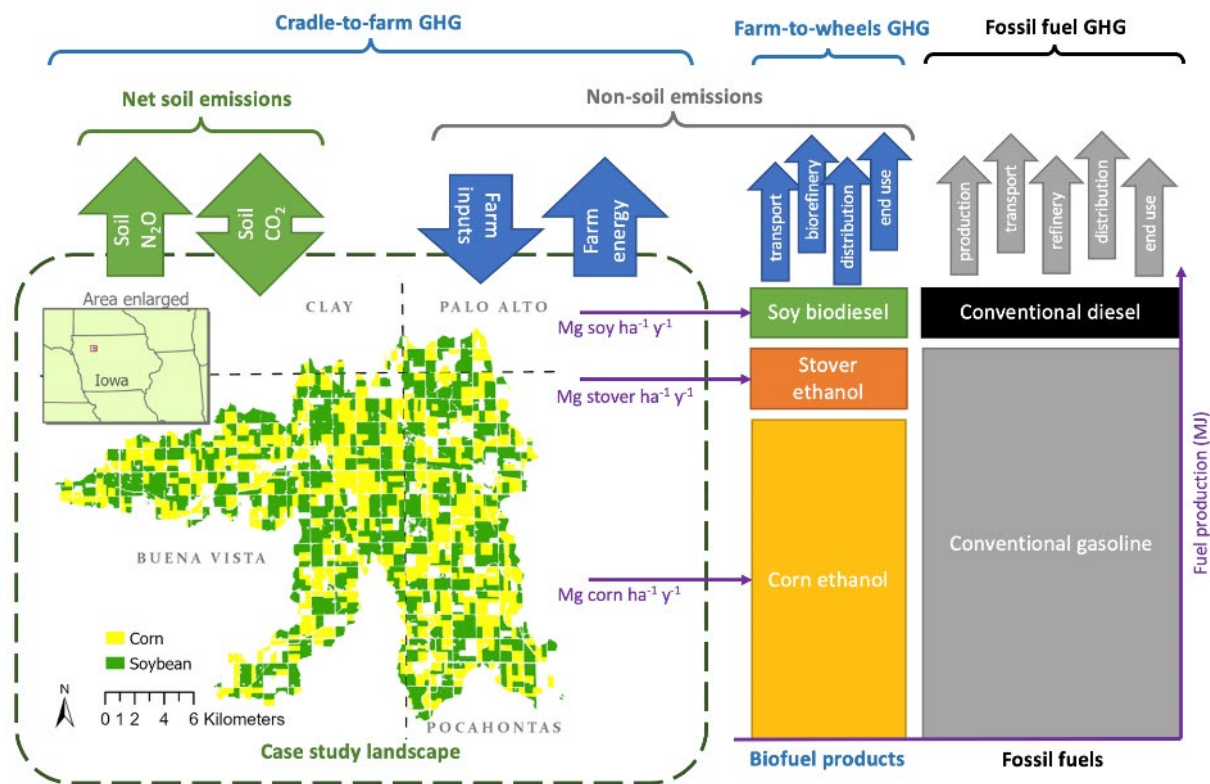 Cradle-to-farm GHG
Farm-to-wheels GHG
Fossil fuel GHG
Net soil emissions
Non-soil emissions
Soil
N₂O
Soil
CO₂
Farm
inputs
Farm
energy
transport
biorefinery
distribution
end use
production
transport
refinery
distribution
end use
Area enlarged
Iowa
CLAY
PALO ALTO
BUENA VISTA
POCAHONTAS
Mg soy ha⁻¹ y⁻¹
Mg stover ha⁻¹ y⁻¹
Mg corn ha⁻¹ y⁻¹
Soy biodiesel
Conventional diesel
Stover
ethanol
Corn ethanol
Conventional gasoline
Fuel production (MJ)
Corn
Soybean
N
0 1 2 4 6 Kilometers
Case study landscape
Biofuel products
Fossil fuels